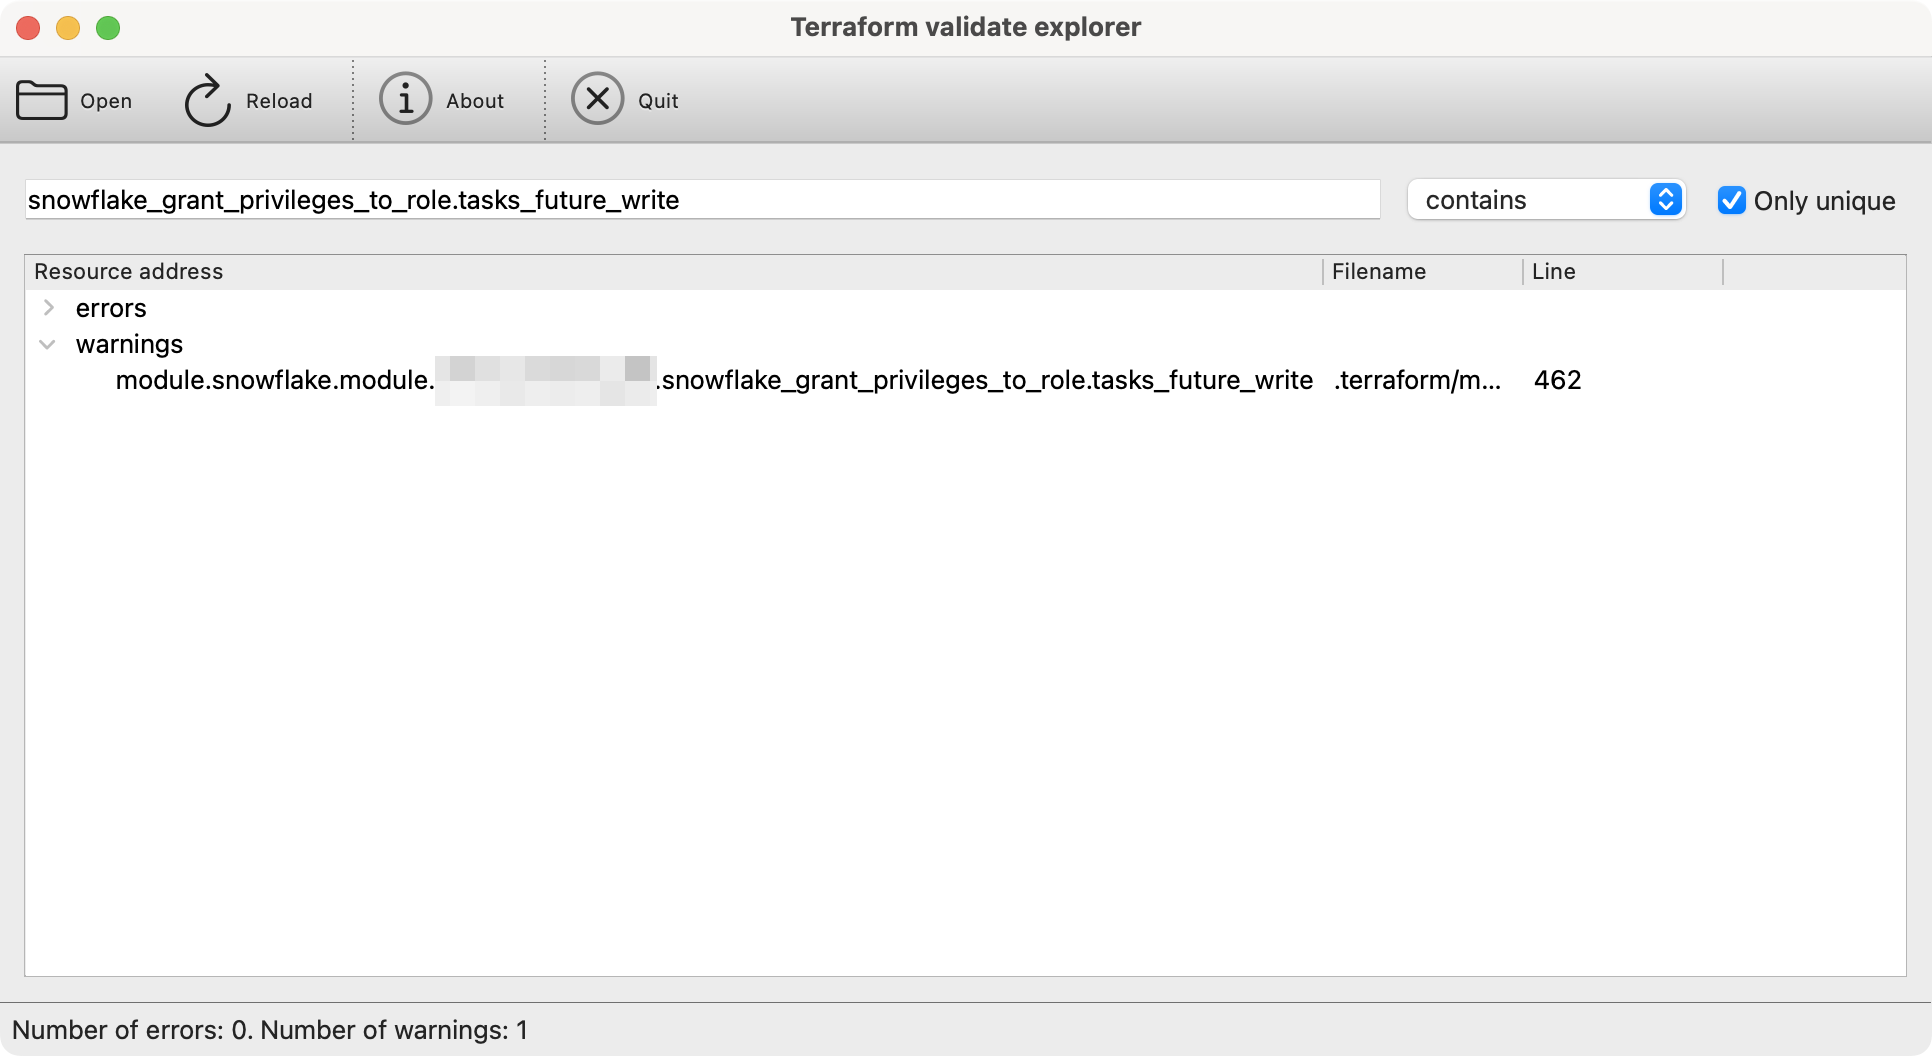 Terraform validate explorer
Open Reload About Quit
snowflake_grant_privileges_to_role.tasks_future_write contains Only unique
Resource address Filename Line
errors
warnings
module.snowflake.module. .snowflake_grant_privileges_to_role.tasks_future_write .terraform/m... 462
Number of errors: 0. Number of warnings: 1